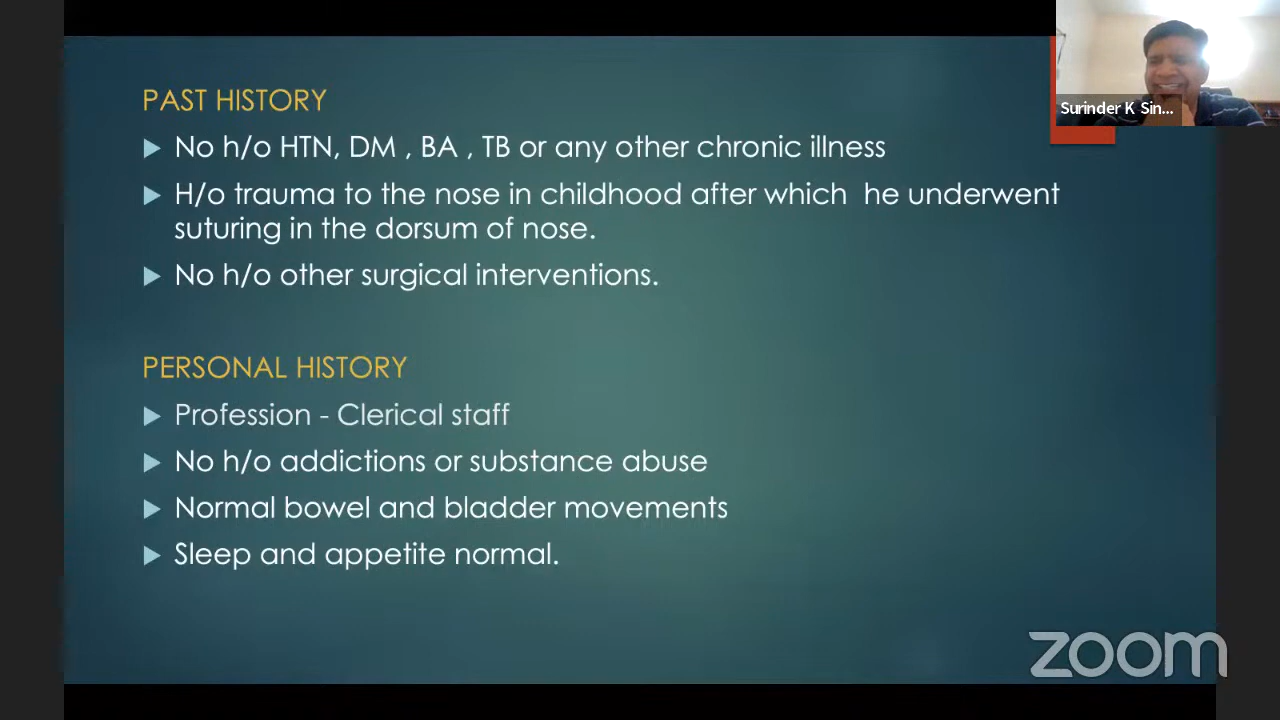 PAST HISTORY
No h/o HTN, DM , BA , TB or any other chronic illness
H/o trauma to the nose in childhood after which he underwent
suturing in the dorsum of nose.
No h/o other surgical interventions.
PERSONAL HISTORY
Profession - Clerical staff
No h/o addictions or substance abuse
Normal bowel and bladder movements
Sleep and appetite normal.
Surinder K Sin...
zoom